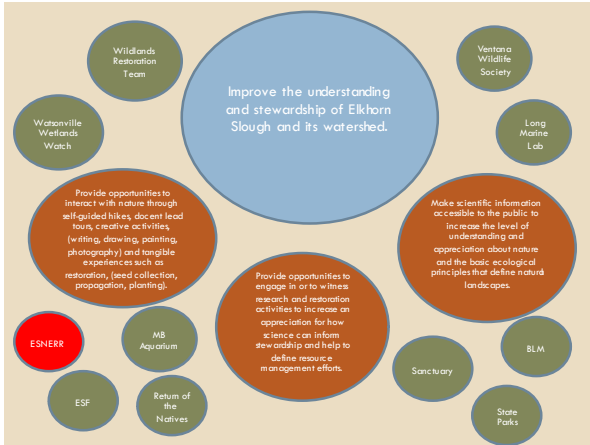 Wildlands
Restoration
Team
Improve the understanding
and stewardship of Elkhorn
Slough and its watershed.
Ventana
Wildlife
Society
Watsonville
Wetlands
Watch
Long
Marine
Lab
Provide opportunities to
interact with nature through
self-guided hikes, docent lead
tours, creative activities,
(writing, drawing, painting,
photography) and tangible
experiences such as
restoration, (seed collection,
propagation, planting).
Make scientific information
accessible to the public to
increase the level of
understanding and
appreciation about nature
and the basic ecological
principles that define natural
landscapes.
Provide opportunities to
engage in or to witness
research and restoration
activities to increase an
appreciation for how
science can inform
stewardship and help to
define resource
management efforts.
ESNERR
MB
Aquarium
BLM
Sanctuary
ESF
Return of
the
Natives
State
Parks